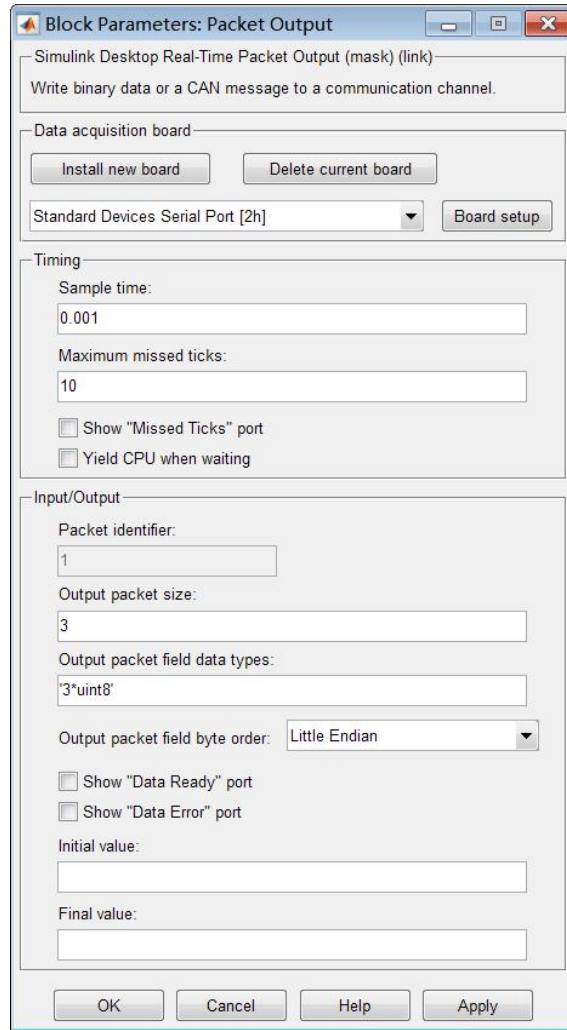 Block Parameters: Packet Output
Simulink Desktop Real-Time Packet Output (mask) (link)
Write binary data or a CAN message to a communication channel.
Data acquisition board
Install new board Delete current board
Standard Devices Serial Port [2h] Board setup
Timing
Sample time:
0.001
Maximum missed ticks:
10
Show "Missed Ticks" port
Yield CPU when waiting
Input/Output
Packet identifier:
1
Output packet size:
3
Output packet field data types:
'3*uint8'
Output packet field byte order: Little Endian
Show "Data Ready" port
Show "Data Error" port
Initial value:
Final value:
OK Cancel Help Apply